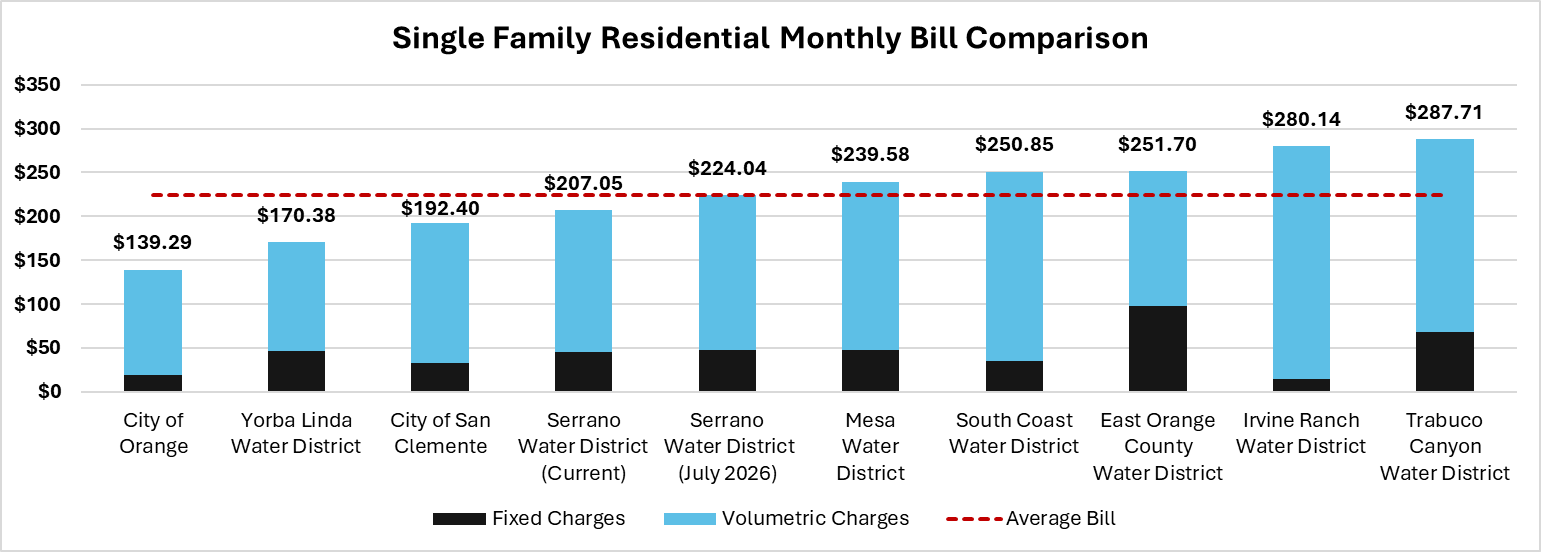 Single Family Residential Monthly Bill Comparison
$350
$300
$250
$200
$150
$100
$50
$0
$139.29
$170.38
$192.40
$207.05
$224.04
$239.58
$250.85
$251.70
$280.14
$287.71
City of
Orange
Yorba Linda
Water District
City of San
Clemente
Serrano
Water District
(Current)
Serrano
Water District
(July 2026)
Mesa
Water
District
South Coast
Water District
East Orange
County
Water District
Irvine Ranch
Water District
Trabuco
Canyon
Water District
Fixed Charges
Volumetric Charges
Average Bill